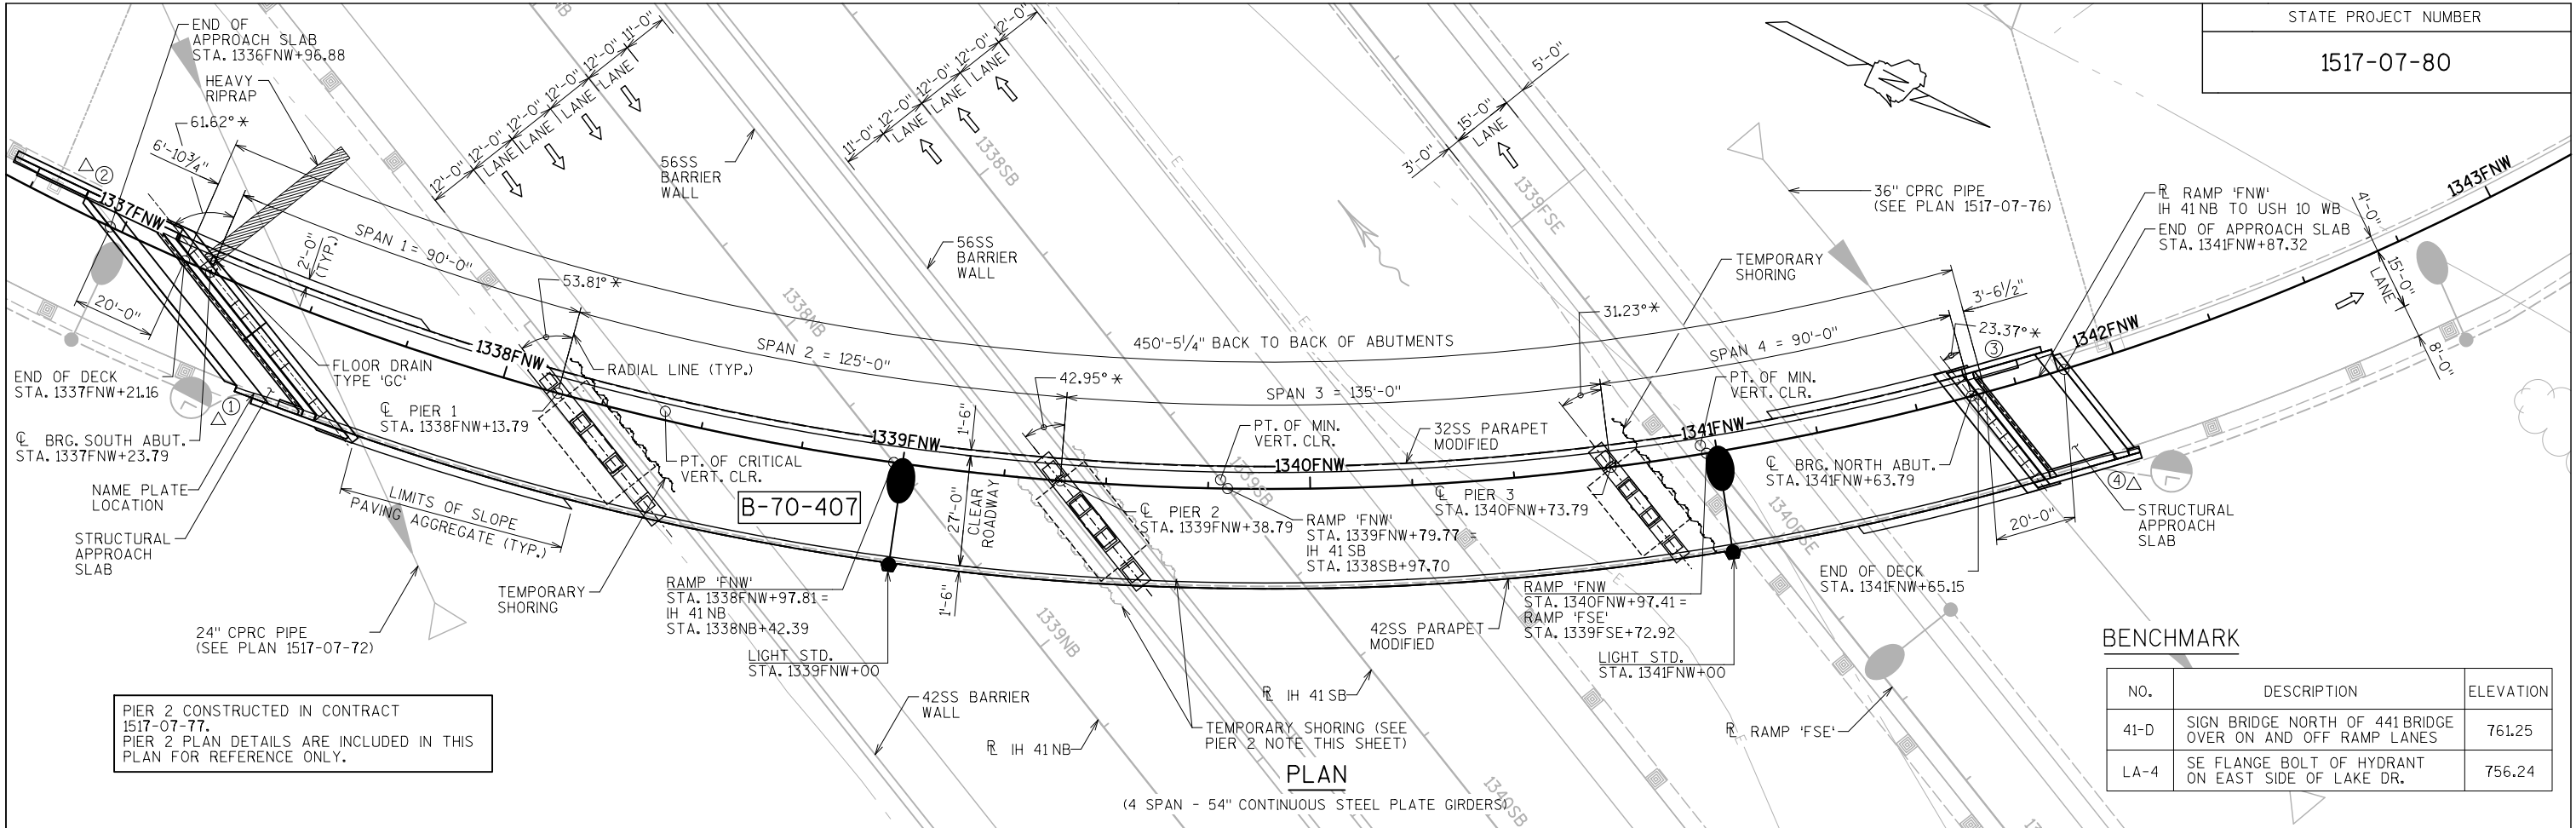 STATE PROJECT NUMBER
1517-07-80
END OF
APPROACH SLAB
STA. 1336FNW+96.88
HEAVY
RIPRAP
61.62° *
6'-10¾"
2
1337FNW
20'-0"
SPAN 1 = 90'-0"
2'-0"
(TYP.)
53.81° *
12'-0"
12'-0"
12'-0"
12'-0"
12'-0"
11'-0"
LANE
LANE
LANE
LANE
56SS
BARRIER
WALL
56SS
BARRIER
WALL
11'-0"
12'-0"
12'-0"
12'-0"
12'-0"
LANE
LANE
LANE
NB
SB
1338SB
3'-0"
15'-0"
5'-0"
LANE
1339FSE
N
36" CPRC PIPE
(SEE PLAN 1517-07-76)
℞ RAMP 'FNW'
IH 41 NB TO USH 10 WB
END OF APPROACH SLAB
STA. 1341FNW+87.32
1343FNW
4'-0"
15'-0"
LANE
8'-0"
TEMPORARY
SHORING
3'-6½"
31.23° *
23.37° *
3
1342FNW
450'-5¼" BACK TO BACK OF ABUTMENTS
SPAN 2 = 125'-0"
SPAN 3 = 135'-0"
SPAN 4 = 90'-0"
1338NB
1338FNW
RADIAL LINE (TYP.)
42.95° *
FLOOR DRAIN
TYPE 'GC'
END OF DECK
STA. 1337FNW+21.16
1
℄ PIER 1
STA. 1338FNW+13.79
℄ BRG. SOUTH ABUT.
STA. 1337FNW+23.79
PT. OF CRITICAL
VERT. CLR.
1339FNW
1'-6"
27'-0"
CLEAR
ROADWAY
1'-6"
PT. OF MIN.
VERT. CLR.
1340FNW
1339SB
32SS PARAPET
MODIFIED
1341FNW
PT. OF MIN.
VERT. CLR.
℄ BRG. NORTH ABUT.
STA. 1341FNW+63.79
4
NAME PLATE
LOCATION
LIMITS OF SLOPE
PAVING AGGREGATE (TYP.)
B-70-407
℄ PIER 2
STA. 1339FNW+38.79
℄ PIER 3
STA. 1340FNW+73.79
RAMP 'FNW'
STA. 1339FNW+79.77 =
IH 41 SB
STA. 1338SB+97.70
1340FSE
20'-0"
STRUCTURAL
APPROACH
SLAB
STRUCTURAL
APPROACH
SLAB
TEMPORARY
SHORING
RAMP 'FNW'
STA. 1338FNW+97.81 =
IH 41 NB
STA. 1338NB+42.39
42SS PARAPET
MODIFIED
RAMP 'FNW
STA. 1340FNW+97.41 =
RAMP 'FSE'
STA. 1339FSE+72.92
END OF DECK
STA. 1341FNW+65.15
24" CPRC PIPE
(SEE PLAN 1517-07-72)
LIGHT STD.
STA. 1339FNW+00
1339NB
LIGHT STD.
STA. 1341FNW+00
BENCHMARK
NO. DESCRIPTION ELEVATION
41-D SIGN BRIDGE NORTH OF 441 BRIDGE OVER ON AND OFF RAMP LANES 761.25
LA-4 SE FLANGE BOLT OF HYDRANT ON EAST SIDE OF LAKE DR. 756.24
42SS BARRIER
WALL
℞ IH 41 SB
℞ IH 41 NB
TEMPORARY SHORING (SEE
PIER 2 NOTE THIS SHEET)
℞ RAMP 'FSE'
PIER 2 CONSTRUCTED IN CONTRACT
1517-07-77.
PIER 2 PLAN DETAILS ARE INCLUDED IN THIS
PLAN FOR REFERENCE ONLY.
PLAN
(4 SPAN - 54" CONTINUOUS STEEL PLATE GIRDERS)
1340SB